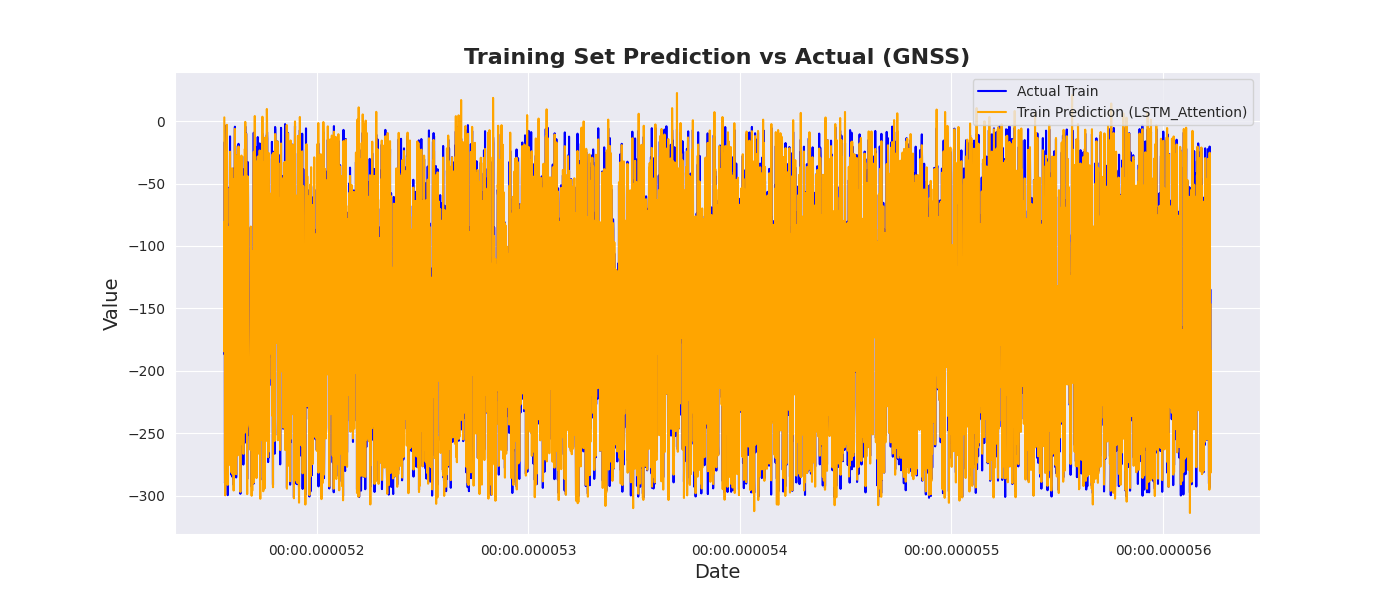 Training Set Prediction vs Actual (GNSS)
Actual Train
Train Prediction (LSTM_Attention)
Value
0
−50
−100
−150
−200
−250
−300
00:00.000052
00:00.000053
00:00.000054
00:00.000055
00:00.000056
Date